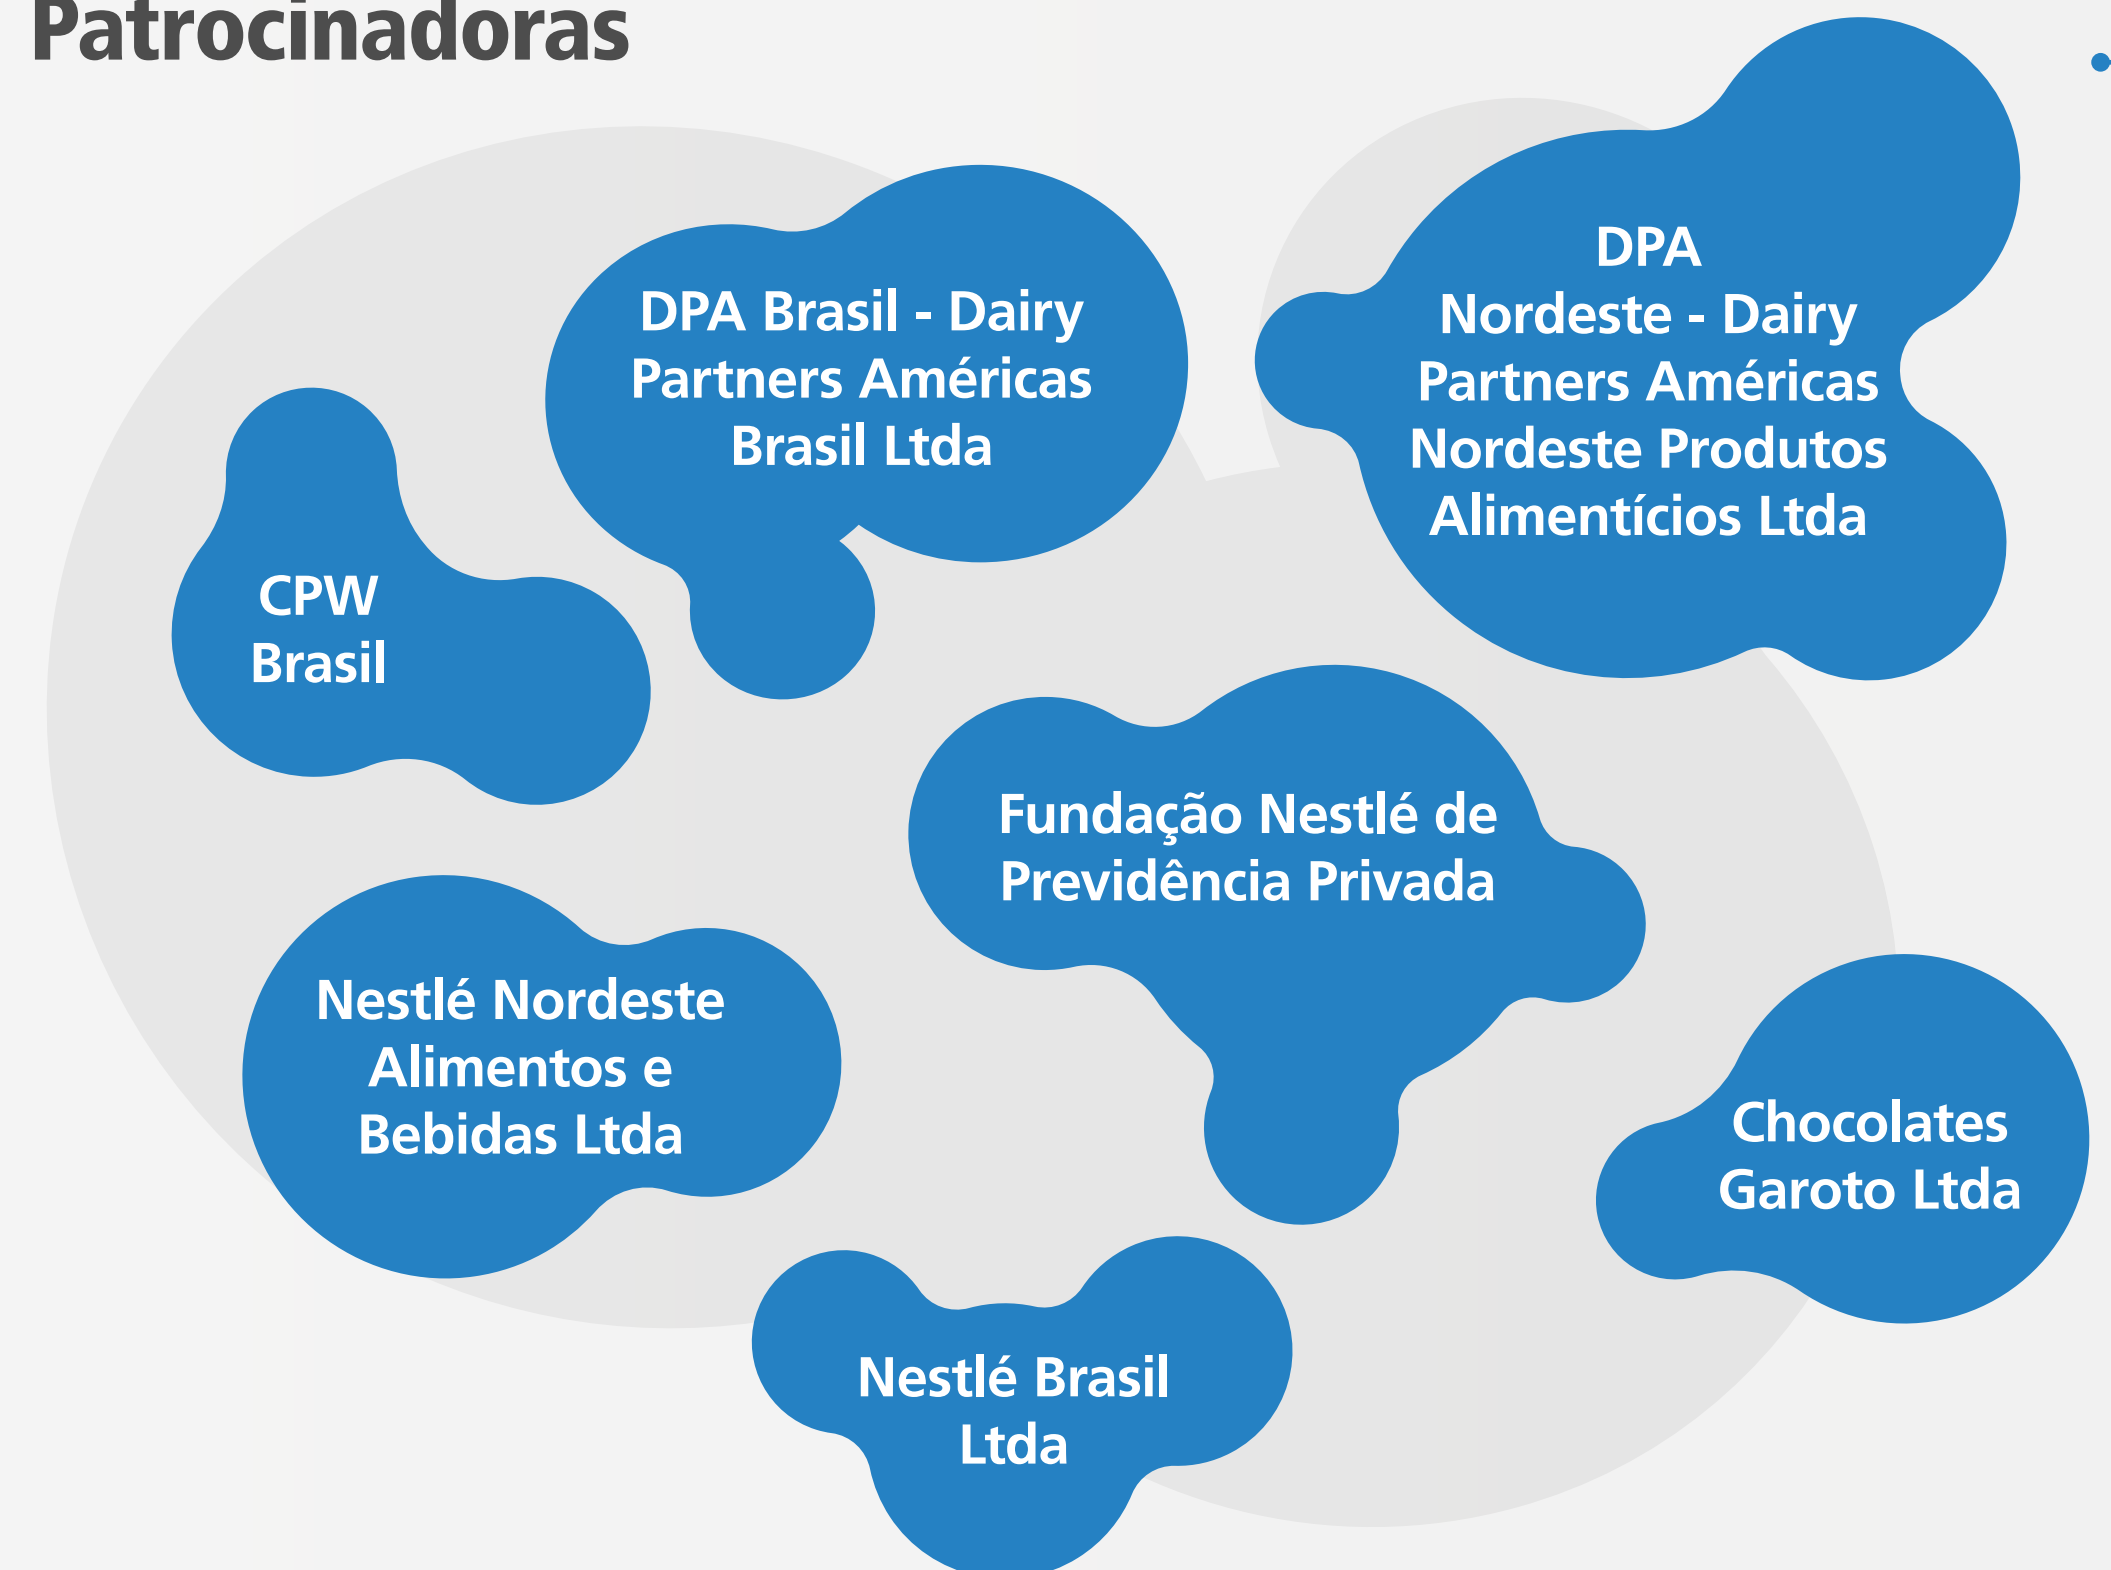 Patrocinadoras
DPA Brasil - Dairy
Partners Américas
Brasil Ltda
DPA
Nordeste - Dairy
Partners Américas
Nordeste Produtos
Alimentícios Ltda
CPW
Brasil
Fundação Nestlé de
Previdência Privada
Nestlé Nordeste
Alimentos e
Bebidas Ltda
Chocolates
Garoto Ltda
Nestlé Brasil
Ltda